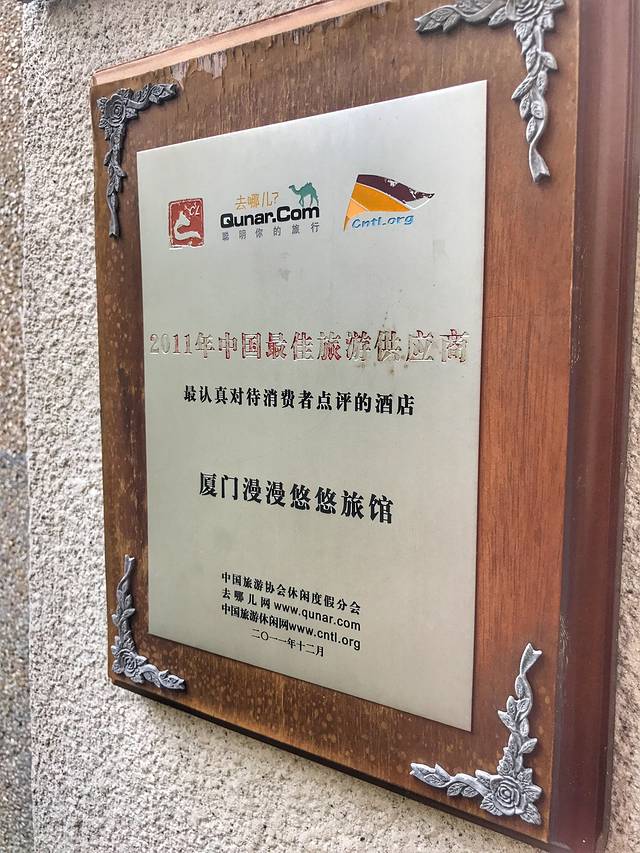 CL
去哪儿?
Qunar.Com
聪明你的旅行
Cntl.org
2011年中国最佳旅游供应商
最认真对待消费者点评的酒店
厦门漫漫悠悠旅馆
中国旅游协会休闲度假分会
去哪儿网www.qunar.com
中国旅游休闲网www.cntl.org
二〇一一年十二月